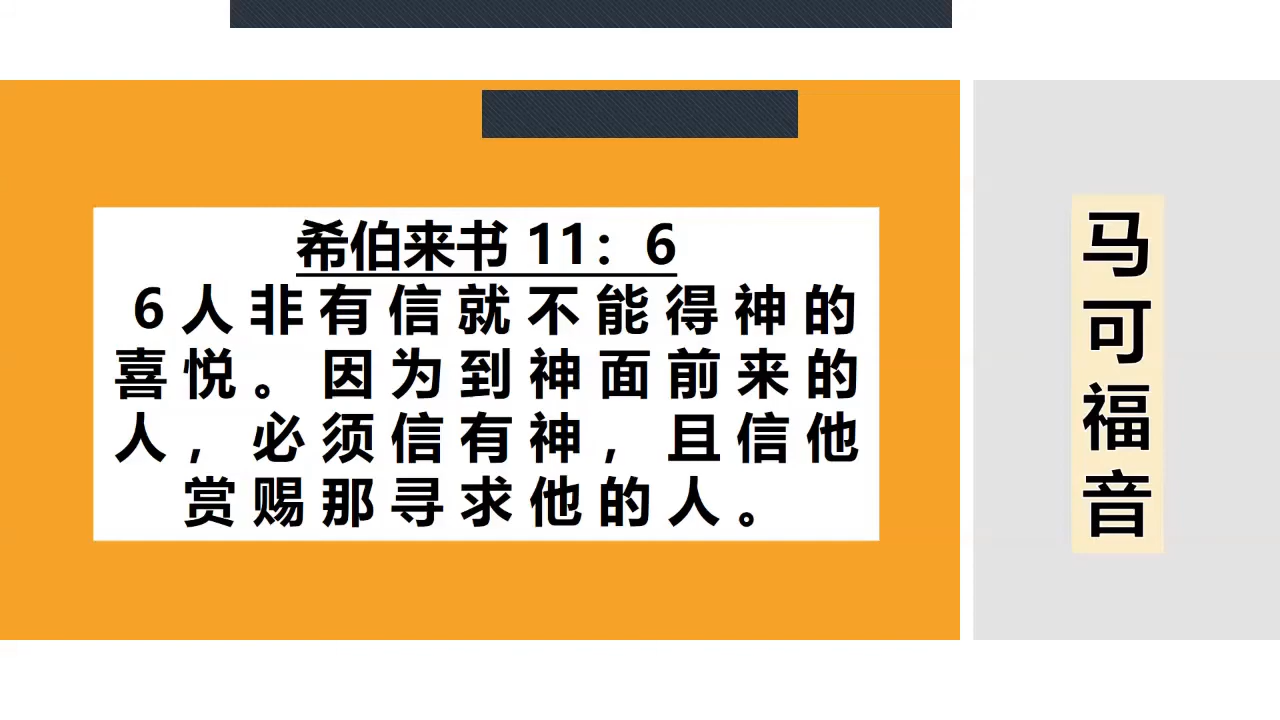 希伯来书 11：6
6人非有信就不能得神的
喜悦。因为到神面前来的
人，必须信有神，且信他
赏赐那寻求他的人。
马可福音